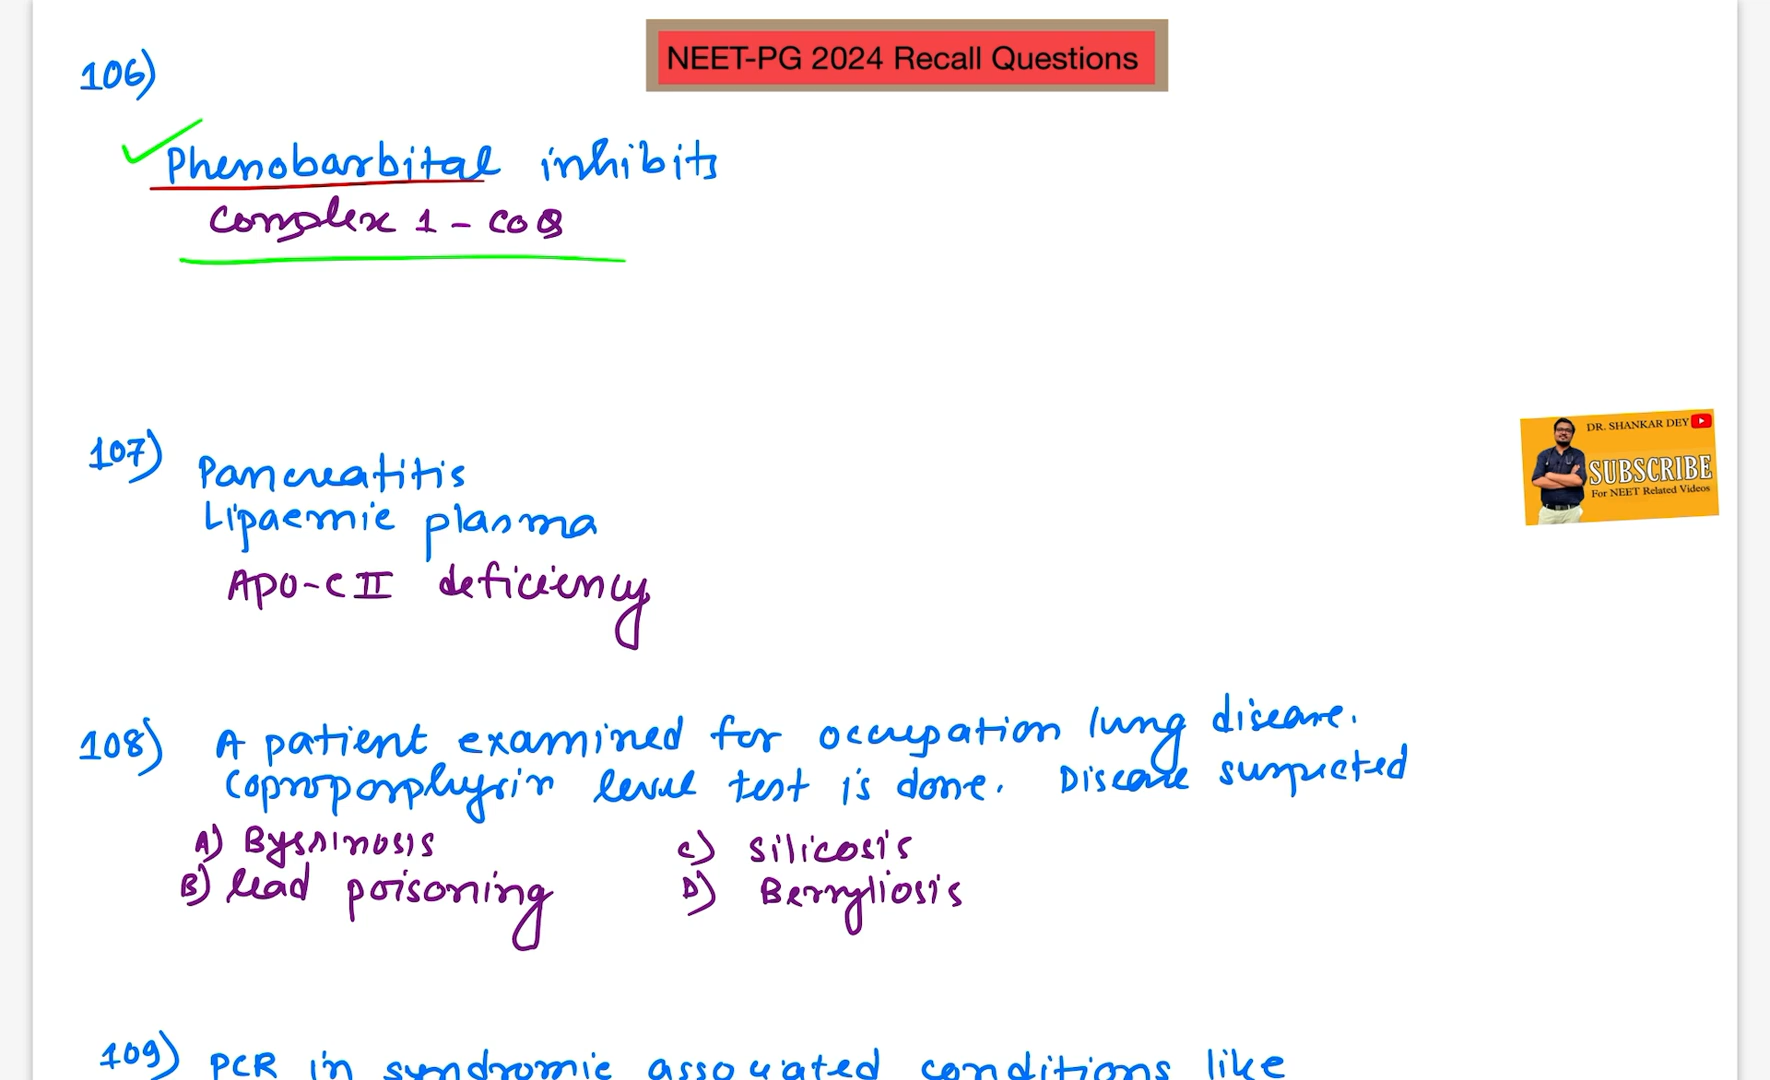 NEET-PG 2024 Recall Questions
106)
Phenobarbital inhibits
Complex 1 - CoQ
107)
Pancreatitis
Lipaemic plasma
Apo-C II deficiency
DR. SHANKAR DEY
SUBSCRIBE
For NEET Related Videos
108) A patient examined for occupation lung disease.
Coproporphyrin level test is done. Disease suspected
A) Byssinosis
C) Silicosis
B) lead poisoning
D) Berryliosis
109) PCR in syndromic associated conditions like